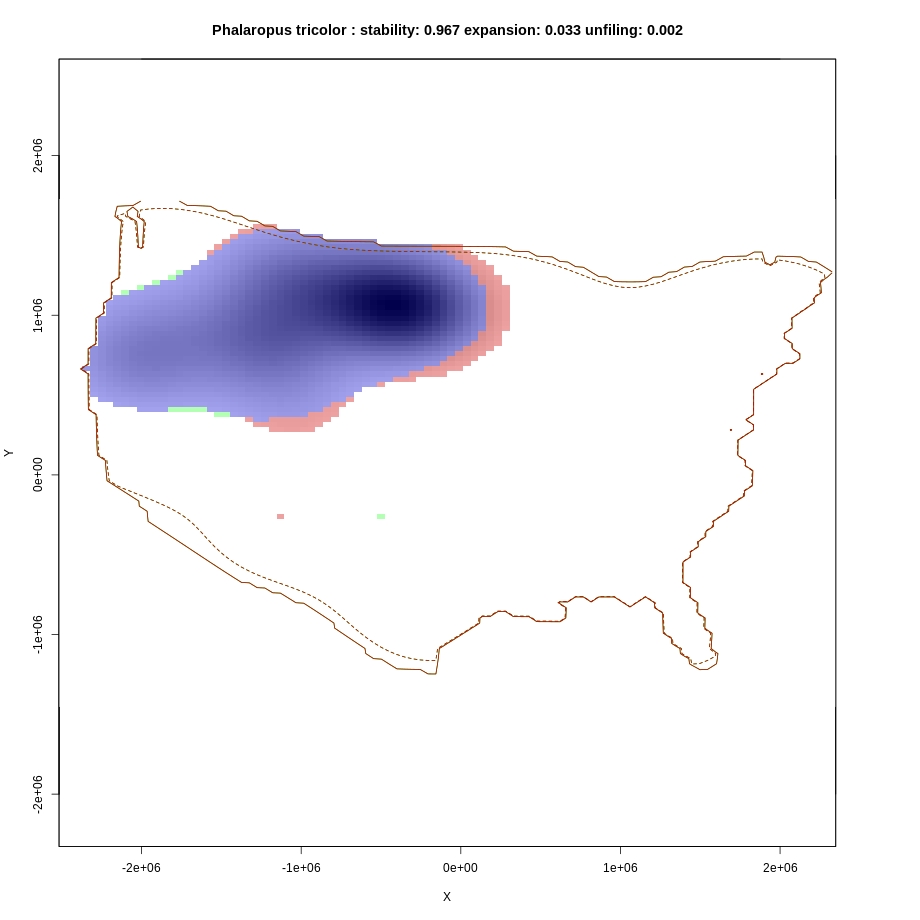 Phalaropus tricolor : stability: 0.967 expansion: 0.033 unfiling: 0.002
2e+06
1e+06
0e+00
-1e+06
-2e+06
Y
-2e+06 -1e+06 0e+00 1e+06 2e+06
X